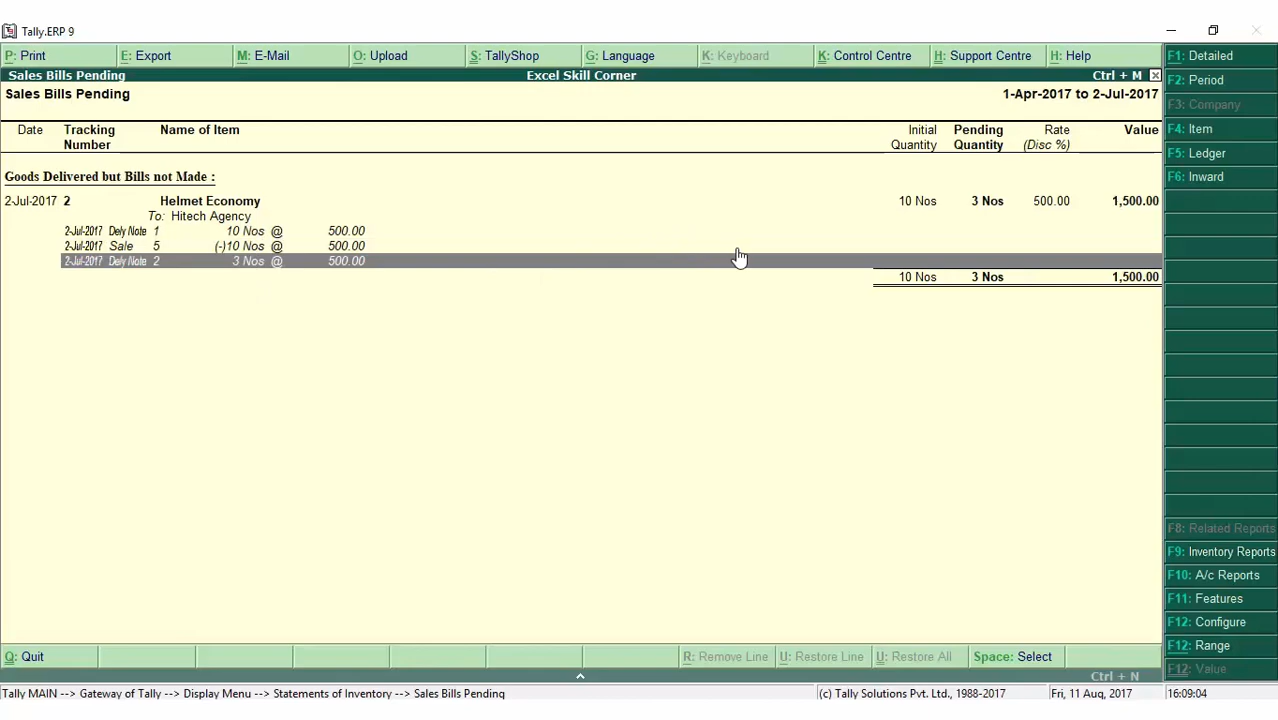 Tally.ERP 9
P: Print E: Export M: E-Mail O: Upload S: TallyShop G: Language K: Keyboard K: Control Centre H: Support Centre H: Help
Sales Bills Pending Excel Skill Corner Ctrl + M
Sales Bills Pending 1-Apr-2017 to 2-Jul-2017
Date Tracking Number Name of Item Initial Quantity Pending Quantity Rate (Disc %) Value
Goods Delivered but Bills not Made :
2-Jul-2017 2 Helmet Economy 10 Nos 3 Nos 500.00 1,500.00
To: Hitech Agency
2-Jul-2017 Dely Note 1 10 Nos @ 500.00
2-Jul-2017 Sale 5 (-)10 Nos @ 500.00
2-Jul-2017 Dely Note 2 3 Nos @ 500.00
10 Nos 3 Nos 1,500.00
F1: Detailed
F2: Period
F3: Company
F4: Item
F5: Ledger
F6: Inward
F8: Related Reports
F9: Inventory Reports
F10: A/c Reports
F11: Features
F12: Configure
F12: Range
F12: Value
Q: Quit R: Remove Line U: Restore Line U: Restore All Space: Select
Ctrl + N
Tally MAIN --> Gateway of Tally --> Display Menu --> Statements of Inventory --> Sales Bills Pending (c) Tally Solutions Pvt. Ltd., 1988-2017 Fri, 11 Aug, 2017 16:09:04